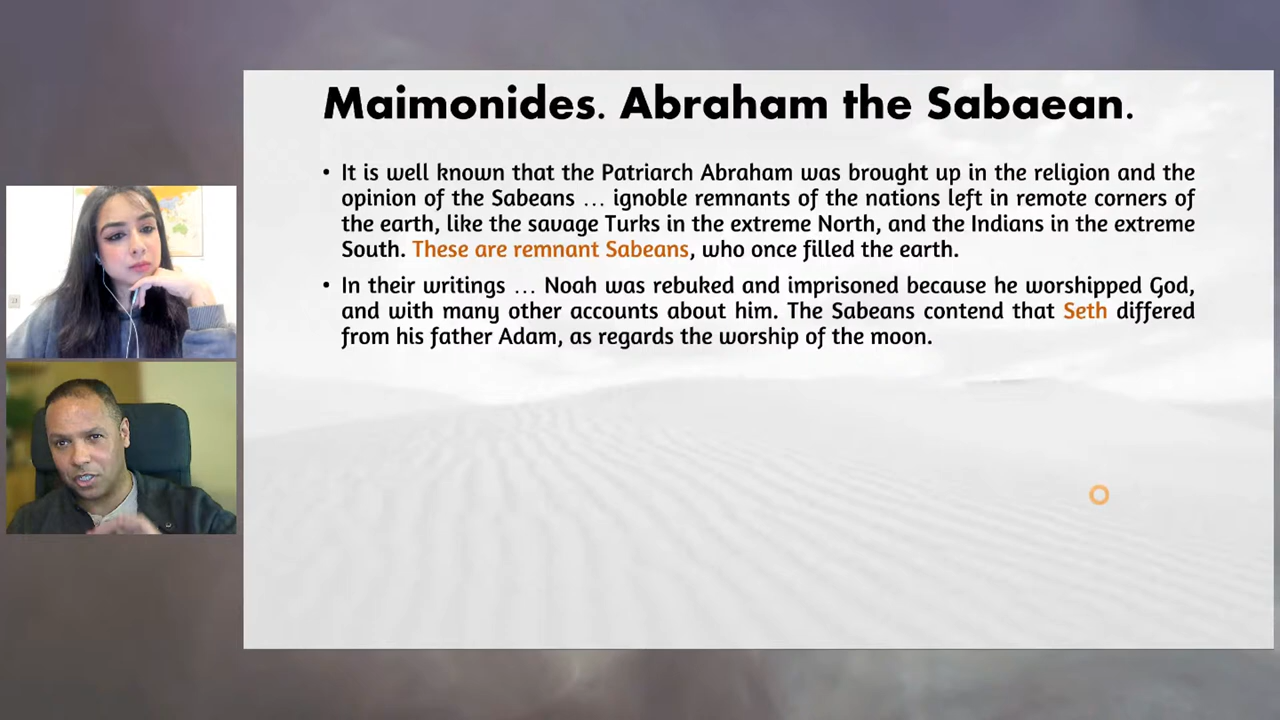 Maimonides. Abraham the Sabaean.
• It is well known that the Patriarch Abraham was brought up in the religion and the
opinion of the Sabeans … ignoble remnants of the nations left in remote corners of
the earth, like the savage Turks in the extreme North, and the Indians in the extreme
South. These are remnant Sabeans, who once filled the earth.
• In their writings … Noah was rebuked and imprisoned because he worshipped God,
and with many other accounts about him. The Sabeans contend that Seth differed
from his father Adam, as regards the worship of the moon.